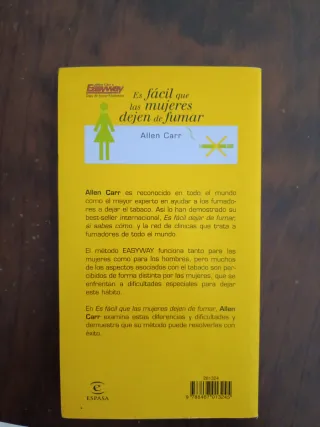 Easyway
Es fácil que
las mujeres
dejen de fumar
Allen Carr
Allen Carr es reconocido en todo el mundo
como el mejor experto en ayudar a los fumado-
res a dejar el tabaco. Así lo han demostrado su
best-seller internacional, Es fácil dejar de fumar,
si sabes cómo, y la red de clínicas que trata a
fumadores de todo el mundo.
El método EASYWAY funciona tanto para las
mujeres como para los hombres, pero muchos
de los aspectos asociados con el tabaco son per-
cibidos de forma distinta por las mujeres, que se
enfrentan a dificultades especiales para dejar
este hábito.
En Es fácil que las mujeres dejen de fumar, Allen
Carr examina estas diferencias y dificultades y
demuestra que su método puede resolverlas con
éxito.
ESPASA